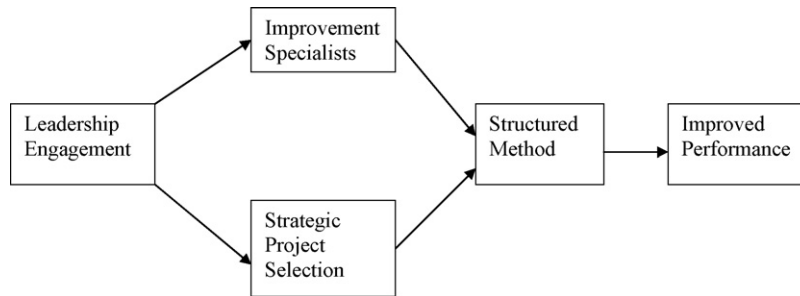 Improvement
Specialists
Leadership
Engagement
Structured
Method
Improved
Performance
Strategic
Project
Selection